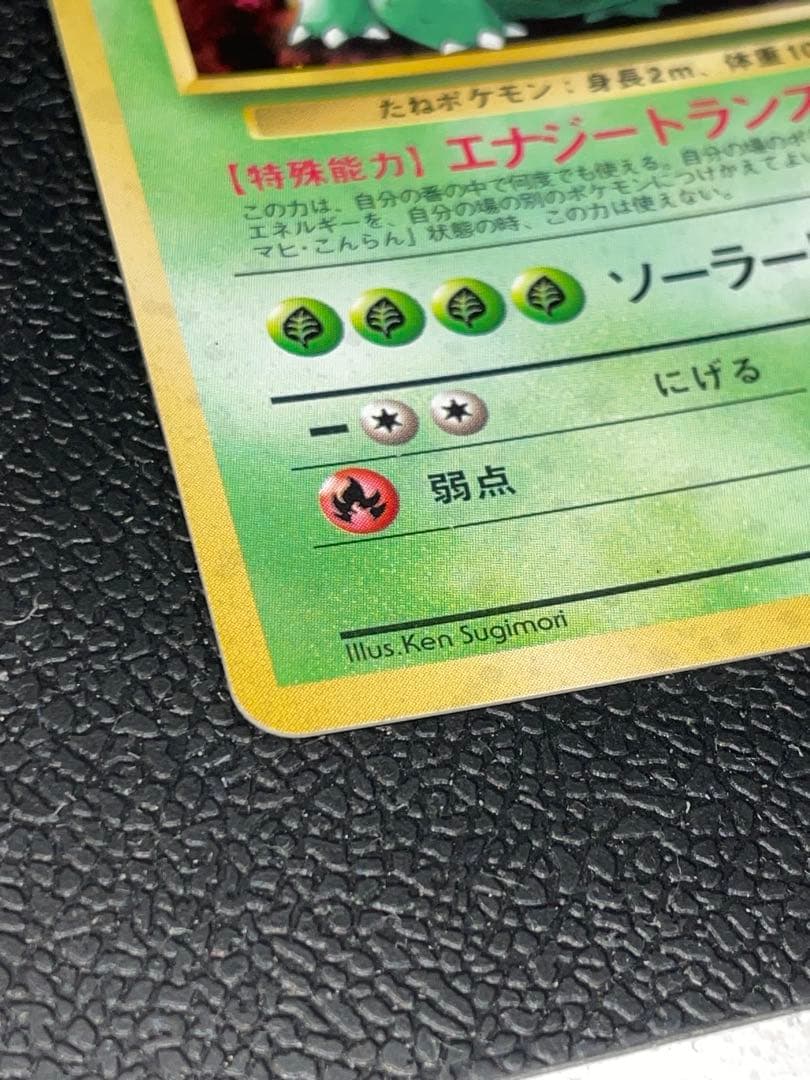 たねポケモン：身長2m、体重10
【特殊能力】エナジートランス
この力は、自分の番の中で何度でも使える。自分の場のポ
エネルギーを、自分の場の別のポケモンにつけかえてよ
マヒ・こんらん」状態の時、この力は使えない。
ソーラー
にげる
弱点
Illus.Ken Sugimori